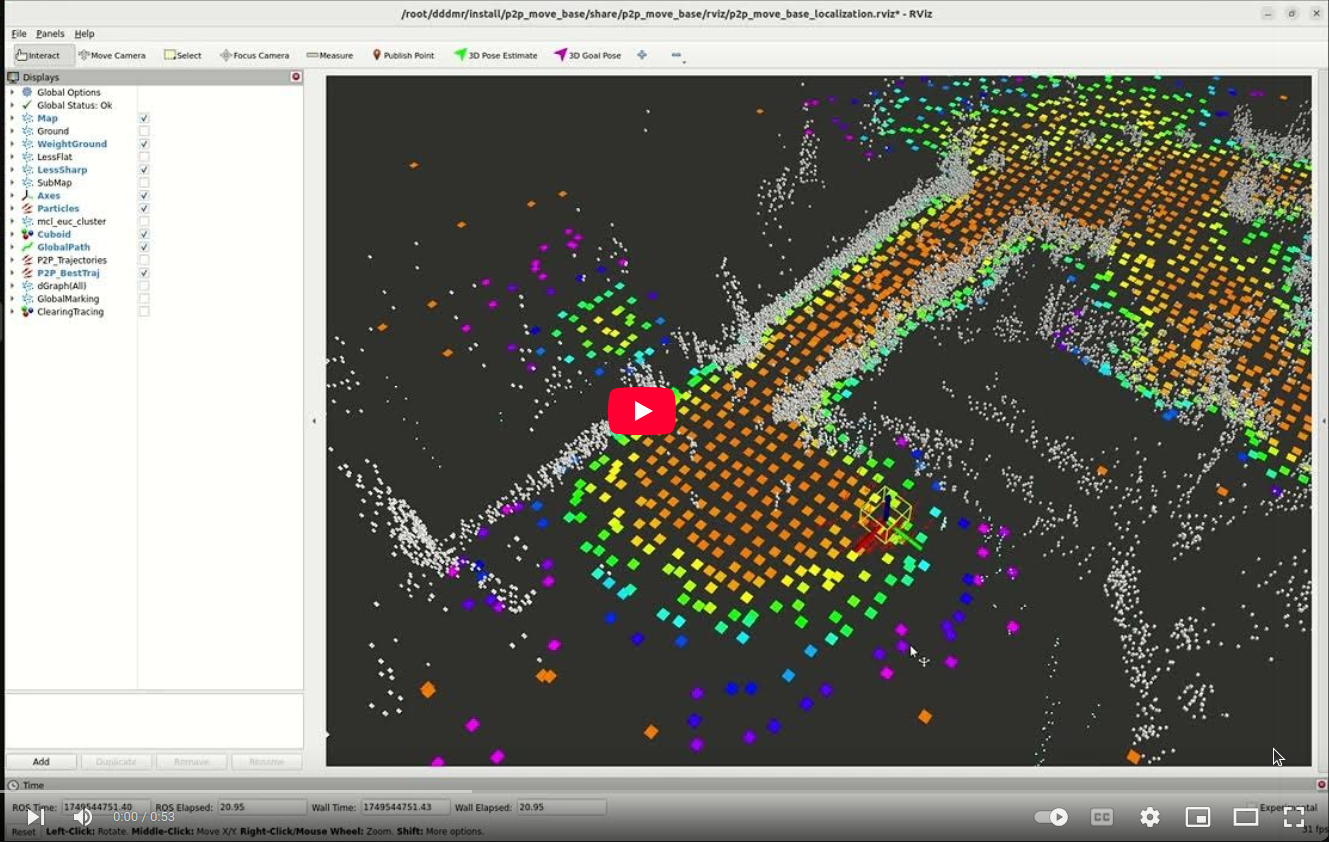 /root/dddmr/install/p2p_move_base/share/p2p_move_base/rviz/p2p_move_base_localization.rviz* - RViz
File Panels Help
Interact Move Camera Select Focus Camera Measure Publish Point 3D Pose Estimate 3D Goal Pose
Displays
Global Options
Global Status: Ok
Map
Ground
WeightGround
LessFlat
LessSharp
SubMap
Axes
Particles
mcl_euc_cluster
Cuboid
GlobalPath
P2P_Trajectories
P2P_BestTraj
dGraph(All)
GlobalMarking
ClearingTracing
Add Duplicate Remove Rename
Time
ROS Time: 1749544751.40 ROS Elapsed: 20.95 Wall Time: 1749544751.43 Wall Elapsed: 20.95 Experimental
0:00 / 0:53 CC
Reset Left-Click: Rotate. Middle-Click: Move X/Y. Right-Click/Mouse Wheel: Zoom. Shift: More options. 31 fps